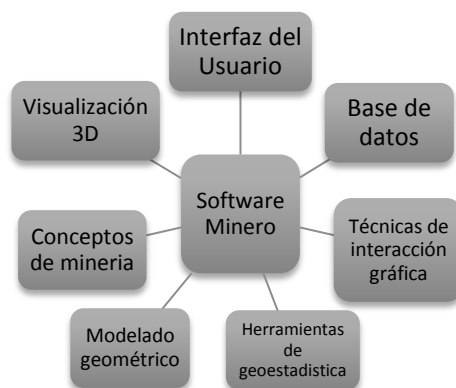 Interfaz del
Usuario
Visualización
3D
Base de
datos
Software
Minero
Conceptos
de mineria
Técnicas de
interacción
gráfica
Modelado
geométrico
Herramientas
de
geoestadistica